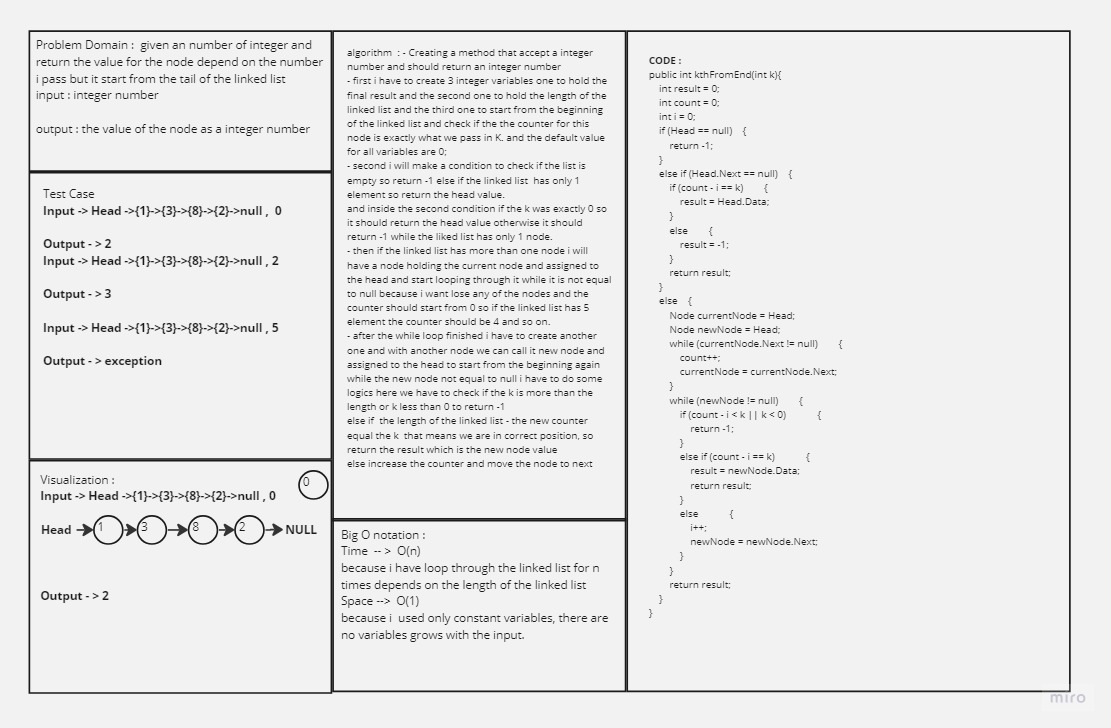 Problem Domain :  given an number of integer and
return the value for the node depend on the number
i pass but it start from the tail of the linked list
input : integer number
output : the value of the node as a integer number
Test Case
Input -> Head ->{1}->{3}->{8}->{2}->null ,  0
Output - > 2
Input -> Head ->{1}->{3}->{8}->{2}->null , 2
Output - > 3
Input -> Head ->{1}->{3}->{8}->{2}->null , 5
Output - > exception
Visualization :
Input -> Head ->{1}->{3}->{8}->{2}->null , 0
0
Head 1 3 8 2 NULL
Output - > 2
algorithm  : - Creating a method that accept a integer
number and should return an integer number
- first i have to create 3 integer variables one to hold the
final result and the second one to hold the length of the
linked list and the third one to start from the beginning
of the linked list and check if the the counter for this
node is exactly what we pass in K. and the default value
for all variables are 0;
- second i will make a condition to check if the list is
empty so return -1 else if the linked list  has only 1
element so return the head value.
and inside the second condition if the k was exactly 0 so
it should return the head value otherwise it should
return -1 while the liked list has only 1 node.
- then if the linked list has more than one node i will
have a node holding the current node and assigned to
the head and start looping through it while it is not equal
to null because i want lose any of the nodes and the
counter should start from 0 so if the linked list has 5
element the counter should be 4 and so on.
- after the while loop finished i have to create another
one and with another node we can call it new node and
assigned to the head to start from the beginning again
while the new node not equal to null i have to do some
logics here we have to check if the k is more than the
length or k less than 0 to return -1
else if  the length of the linked list - the new counter
equal the k  that means we are in correct position, so
return the result which is the new node value
else increase the counter and move the node to next
Big O notation :
Time  -- >  O(n)
because i have loop through the linked list for n
times depends on the length of the linked list
Space -->  O(1)
because i  used only constant variables, there are
no variables grows with the input.
CODE :
public int kthFromEnd(int k){
int result = 0;
int count = 0;
int i = 0;
if (Head == null)    {
return -1;
}
else if (Head.Next == null)    {
if (count - i == k)        {
result = Head.Data;
}
else        {
result = -1;
}
return result;
}
else    {
Node currentNode = Head;
Node newNode = Head;
while (currentNode.Next != null)        {
count++;
currentNode = currentNode.Next;
}
while (newNode != null)        {
if (count - i < k || k < 0)            {
return -1;
}
else if (count - i == k)            {
result = newNode.Data;
return result;
}
else            {
i++;
newNode = newNode.Next;
}
}
return result;
}
}
miro